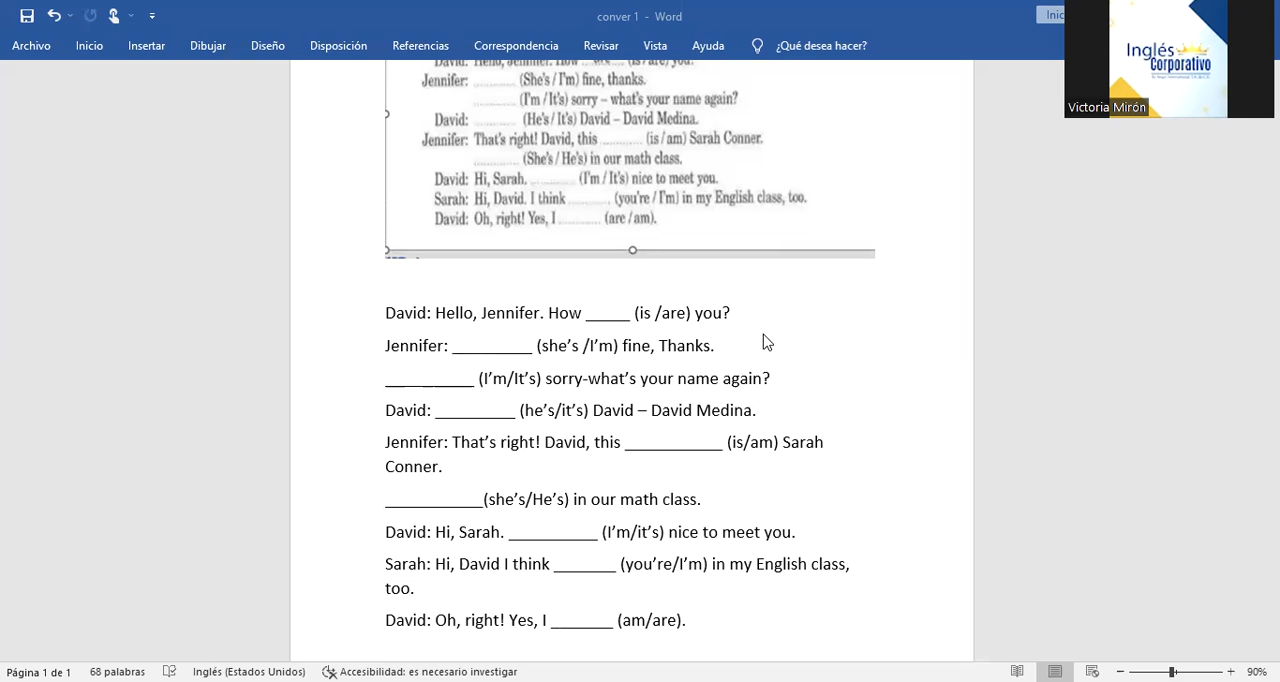 conver 1 - Word
Inic
Archivo Inicio Insertar Dibujar Diseño Disposición Referencias Correspondencia Revisar Vista Ayuda ¿Qué desea hacer?
Inglés
Corporativo
Victoria Mirón
David: Hello, Jennifer. How ........ (is / are) you?
Jennifer: ............ (She's / I'm) fine, thanks.
............ (I'm / It's) sorry – what's your name again?
David: ............ (He's / It's) David – David Medina.
Jennifer: That's right! David, this ............ (is / am) Sarah Conner.
............ (She's / He's) in our math class.
David: Hi, Sarah. ............ (I'm / It's) nice to meet you.
Sarah: Hi, David. I think ............ (you're / I'm) in my English class, too.
David: Oh, right! Yes, I ............ (are / am).
David: Hello, Jennifer. How _____ (is /are) you?
Jennifer: _________ (she's /I'm) fine, Thanks.
__________ (I'm/It's) sorry-what's your name again?
David: _________ (he's/it's) David – David Medina.
Jennifer: That's right! David, this ___________ (is/am) Sarah
Conner.
___________(she's/He's) in our math class.
David: Hi, Sarah. __________ (I'm/it's) nice to meet you.
Sarah: Hi, David I think _______ (you're/I'm) in my English class,
too.
David: Oh, right! Yes, I _______ (am/are).
Página 1 de 1 68 palabras Inglés (Estados Unidos) Accesibilidad: es necesario investigar 90%